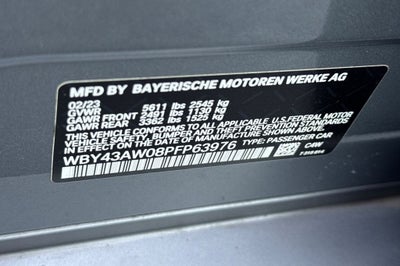 MFD BY BAYERISCHE MOTOREN WERKE AG
02/23
GVWR 5611 lbs 2545 kg
GAWR FRONT 2491 lbs 1130 kg
GAWR REAR 3362 lbs 1525 kg
THIS VEHICLE CONFORMS TO ALL APPLICABLE U.S. FEDERAL MOTOR
VEHICLE SAFETY, BUMPER, AND THEFT PREVENTION STANDARDS
IN EFFECT ON THE DATE OF MANUFACTURE SHOWN ABOVE.
WBY43AW08PFP63976 TYPE: PASSENGER CAR
C4W